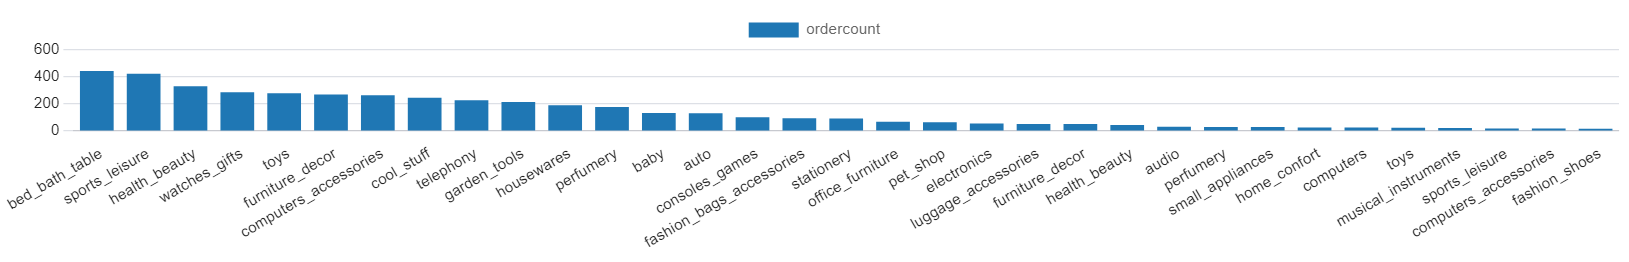 ordercount
600
400
200
0
bed_bath_table
sports_leisure
health_beauty
watches_gifts
toys
furniture_decor
computers_accessories
cool_stuff
telephony
garden_tools
housewares
perfumery
baby
auto
consoles_games
fashion_bags_accessories
stationery
office_furniture
pet_shop
electronics
luggage_accessories
furniture_decor
health_beauty
audio
perfumery
small_appliances
home_confort
computers
toys
musical_instruments
sports_leisure
computers_accessories
fashion_shoes